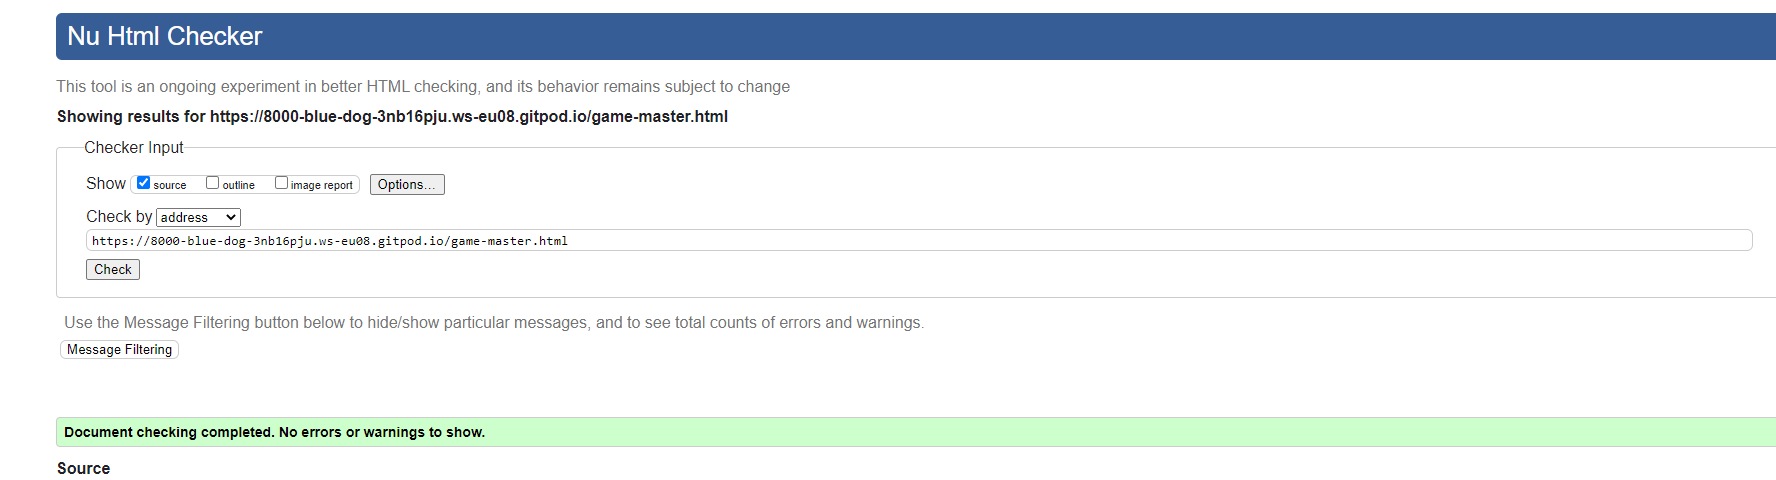 Nu Html Checker
This tool is an ongoing experiment in better HTML checking, and its behavior remains subject to change
Showing results for https://8000-blue-dog-3nb16pju.ws-eu08.gitpod.io/game-master.html
Checker Input
Show source outline image report Options...
Check by address
https://8000-blue-dog-3nb16pju.ws-eu08.gitpod.io/game-master.html
Check
Use the Message Filtering button below to hide/show particular messages, and to see total counts of errors and warnings.
Message Filtering
Document checking completed. No errors or warnings to show.
Source